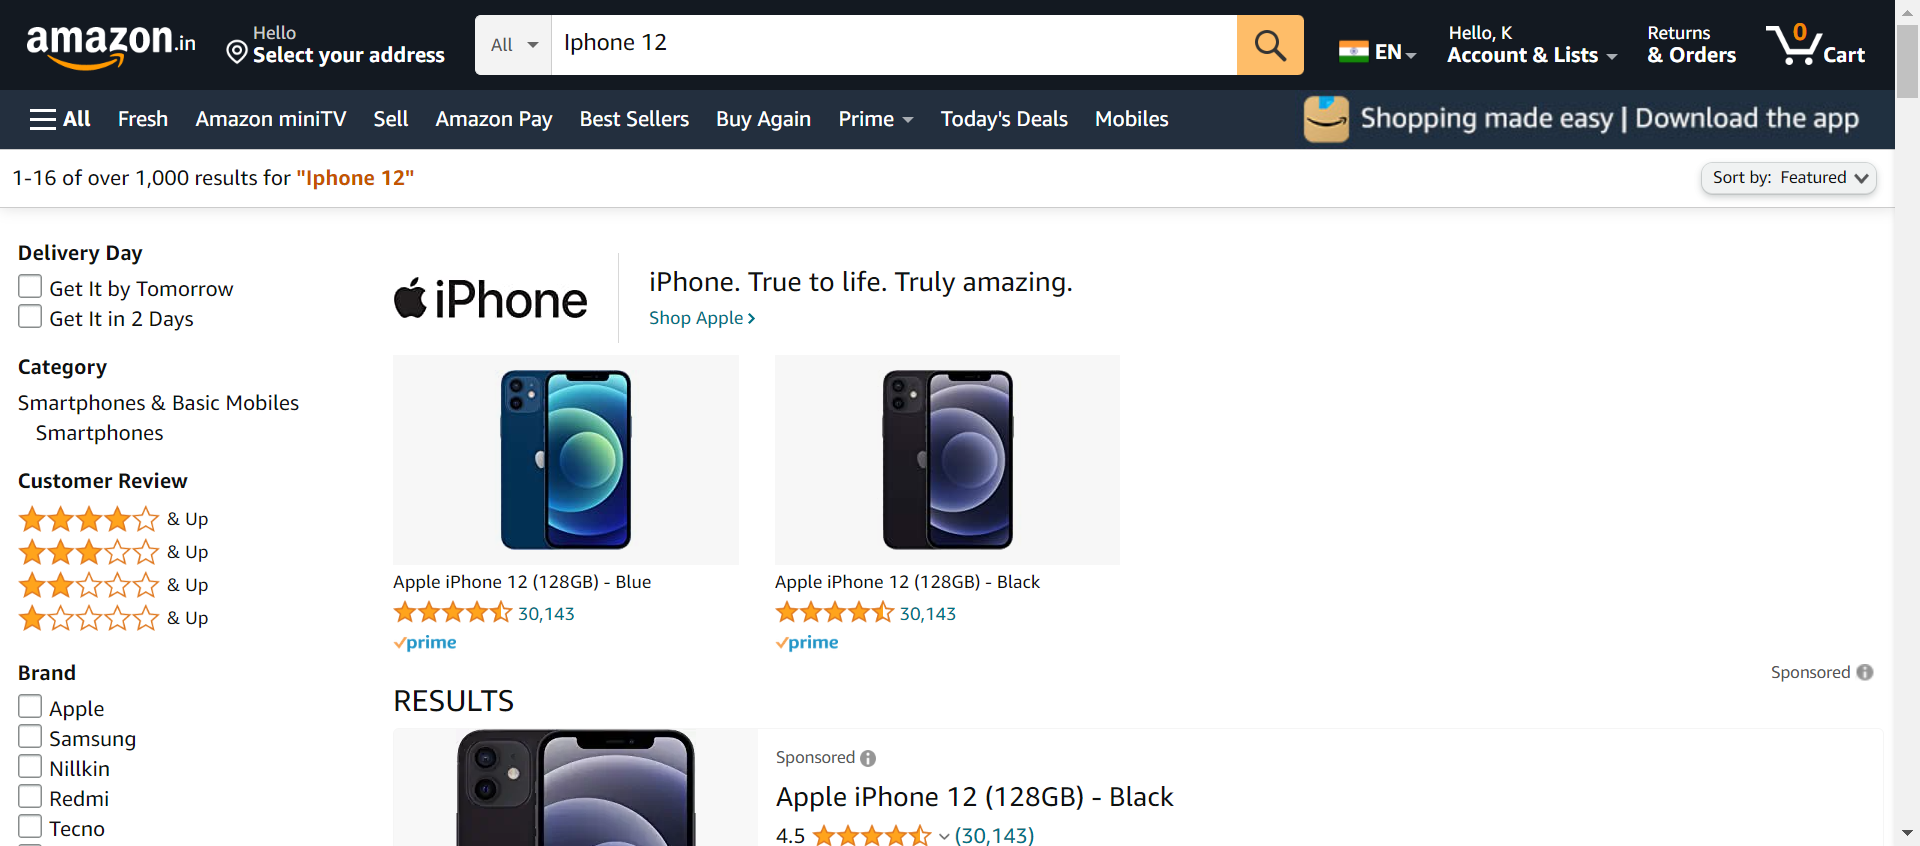 amazon.in
Hello
Select your address
All
Iphone 12
EN
Hello, K
Account & Lists
Returns
& Orders
0
Cart
All
Fresh
Amazon miniTV
Sell
Amazon Pay
Best Sellers
Buy Again
Prime
Today's Deals
Mobiles
Shopping made easy | Download the app
1-16 of over 1,000 results for "Iphone 12"
Sort by: Featured
Delivery Day
Get It by Tomorrow
Get It in 2 Days
Category
Smartphones & Basic Mobiles
Smartphones
Customer Review
& Up
& Up
& Up
& Up
Brand
Apple
Samsung
Nillkin
Redmi
Tecno
iPhone
iPhone. True to life. Truly amazing.
Shop Apple ›
Apple iPhone 12 (128GB) - Blue
30,143
prime
Apple iPhone 12 (128GB) - Black
30,143
prime
Sponsored
RESULTS
Sponsored
Apple iPhone 12 (128GB) - Black
4.5 (30,143)